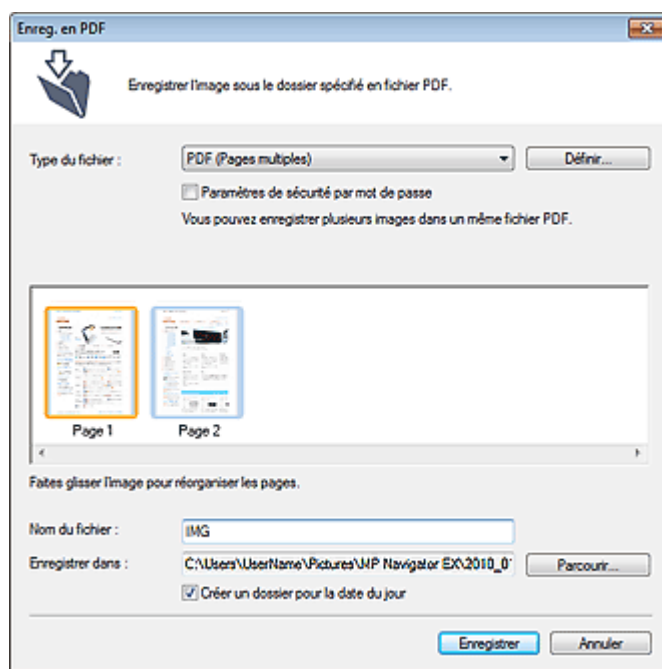 Enreg. en PDF
Enregistrer l'image sous le dossier spécifié en fichier PDF.
Type du fichier : PDF (Pages multiples) Définir...
Paramètres de sécurité par mot de passe
Vous pouvez enregistrer plusieurs images dans un même fichier PDF.
Page 1 Page 2
Faites glisser l'image pour réorganiser les pages.
Nom du fichier : IMG
Enregistrer dans : C:\Users\UserName\Pictures\MP Navigator EX\2010_0 Parcourir...
Créer un dossier pour la date du jour
Enregistrer Annuler